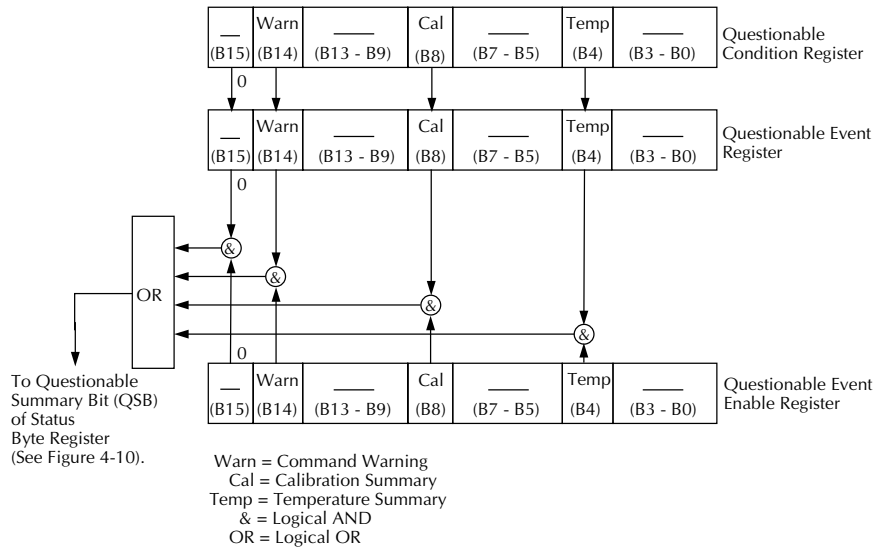 Warn Cal Temp
(B15) (B14) (B13 - B9) (B8) (B7 - B5) (B4) (B3 - B0)
Questionable
Condition Register
0
Warn Cal Temp
(B15) (B14) (B13 - B9) (B8) (B7 - B5) (B4) (B3 - B0)
Questionable Event
Register
0
&
&
OR
&
&
0
Warn Cal Temp
(B15) (B14) (B13 - B9) (B8) (B7 - B5) (B4) (B3 - B0)
Questionable Event
Enable Register
To Questionable
Summary Bit (QSB)
of Status
Byte Register
(See Figure 4-10).
Warn = Command Warning
Cal = Calibration Summary
Temp = Temperature Summary
& = Logical AND
OR = Logical OR